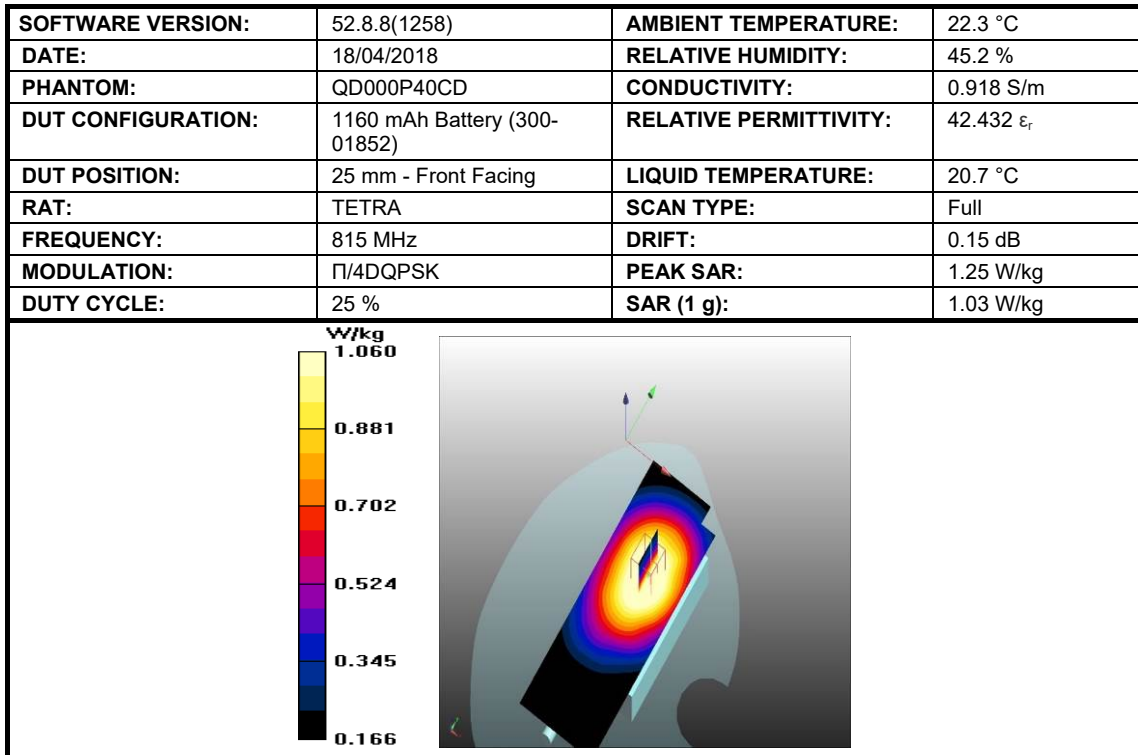 SOFTWARE VERSION: 52.8.8(1258) AMBIENT TEMPERATURE: 22.3 °C
DATE: 18/04/2018 RELATIVE HUMIDITY: 45.2 %
PHANTOM: QD000P40CD CONDUCTIVITY: 0.918 S/m
DUT CONFIGURATION: 1160 mAh Battery (300- RELATIVE PERMITTIVITY: 42.432 εr
01852)
DUT POSITION: 25 mm - Front Facing LIQUID TEMPERATURE: 20.7 °C
RAT: TETRA SCAN TYPE: Full
FREQUENCY: 815 MHz DRIFT: 0.15 dB
MODULATION: Π/4DQPSK PEAK SAR: 1.25 W/kg
DUTY CYCLE: 25 % SAR (1 g): 1.03 W/kg
W/kg
1.060
0.881
0.702
0.524
0.345
0.166